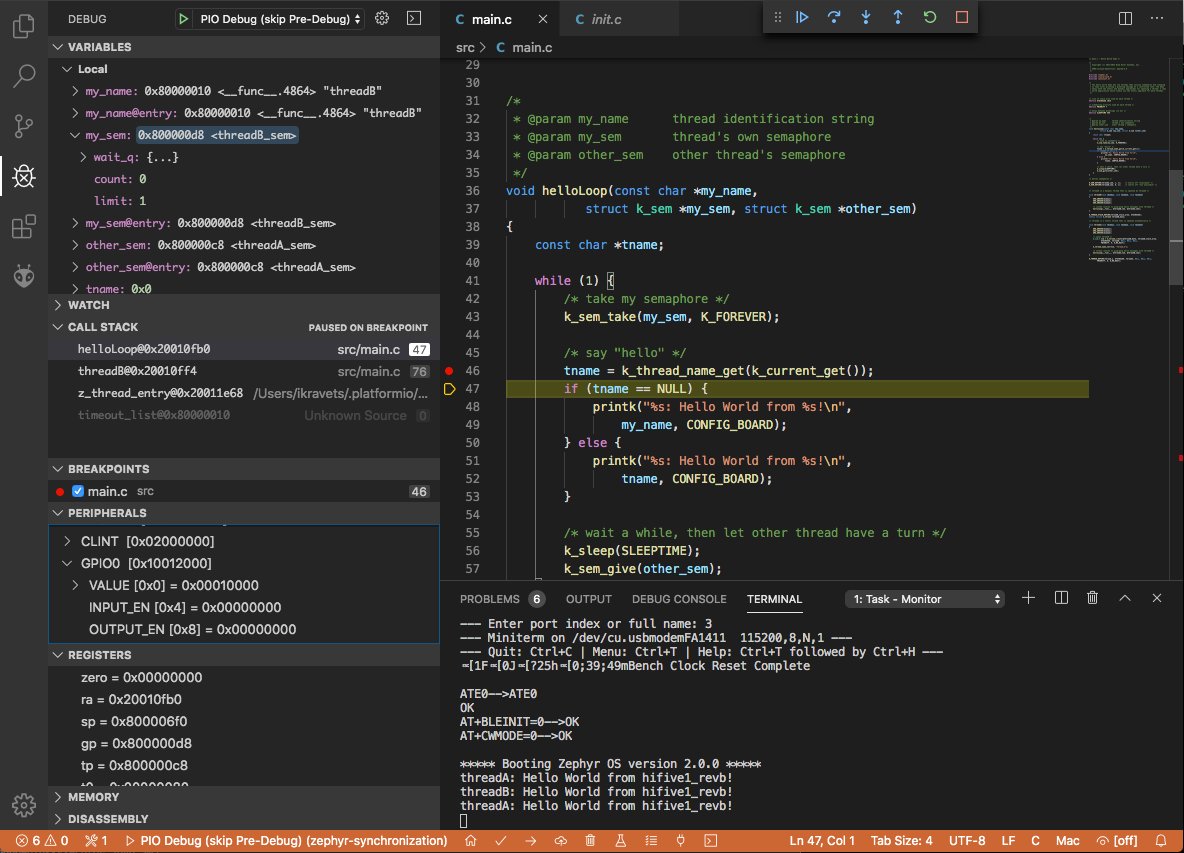 DEBUG PIO Debug (skip Pre-Debug)
main.c init.c
VARIABLES
src > C main.c
Local
my_name: 0x80000010 <__func__.4864> "threadB"
my_name@entry: 0x80000010 <__func__.4864> "threadB"
my_sem: 0x800000d8 <threadB_sem>
wait_q: {...}
count: 0
limit: 1
my_sem@entry: 0x800000d8 <threadB_sem>
other_sem: 0x800000c8 <threadA_sem>
other_sem@entry: 0x800000c8 <threadA_sem>
tname: 0x0
WATCH
CALL STACK PAUSED ON BREAKPOINT
helloLoop@0x20010fb0 src/main.c 47
threadB@0x20010ff4 src/main.c 76
z_thread_entry@0x20011e68 /Users/ikravets/.platformio/...
timeout_list@0x80000010 Unknown Source 0
BREAKPOINTS
main.c src 46
PERIPHERALS
CLINT [0x02000000]
GPIO0 [0x10012000]
VALUE [0x0] = 0x00010000
INPUT_EN [0x4] = 0x00000000
OUTPUT_EN [0x8] = 0x00000000
REGISTERS
zero = 0x00000000
ra = 0x20010fb0
sp = 0x800006f0
gp = 0x800000d8
tp = 0x800000c8
MEMORY
DISASSEMBLY
29
30
31 /*
32 * @param my_name thread identification string
33 * @param my_sem thread's own semaphore
34 * @param other_sem other thread's semaphore
35 */
36 void helloLoop(const char *my_name,
37 struct k_sem *my_sem, struct k_sem *other_sem)
38 {
39 const char *tname;
40
41 while (1) {
42 /* take my semaphore */
43 k_sem_take(my_sem, K_FOREVER);
44
45 /* say "hello" */
46 tname = k_thread_name_get(k_current_get());
47 if (tname == NULL) {
48 printk("%s: Hello World from %s!\n",
49 my_name, CONFIG_BOARD);
50 } else {
51 printk("%s: Hello World from %s!\n",
52 tname, CONFIG_BOARD);
53 }
54
55 /* wait a while, then let other thread have a turn */
56 k_sleep(SLEEPTIME);
57 k_sem_give(other_sem);
PROBLEMS 6 OUTPUT DEBUG CONSOLE TERMINAL 1: Task - Monitor
--- Enter port index or full name: 3
--- Miniterm on /dev/cu.usbmodemFA1411 115200,8,N,1 ---
--- Quit: Ctrl+C | Menu: Ctrl+T | Help: Ctrl+T followed by Ctrl+H ---
[1F [0J [?25h [0;39;49mBench Clock Reset Complete
ATE0-->ATE0
OK
AT+BLEINIT=0-->OK
AT+CWMODE=0-->OK
***** Booting Zephyr OS version 2.0.0 *****
threadA: Hello World from hifive1_revb!
threadB: Hello World from hifive1_revb!
threadA: Hello World from hifive1_revb!
6 0 1 PIO Debug (skip Pre-Debug) (zephyr-synchronization) Ln 47, Col 1 Tab Size: 4 UTF-8 LF C Mac [off]